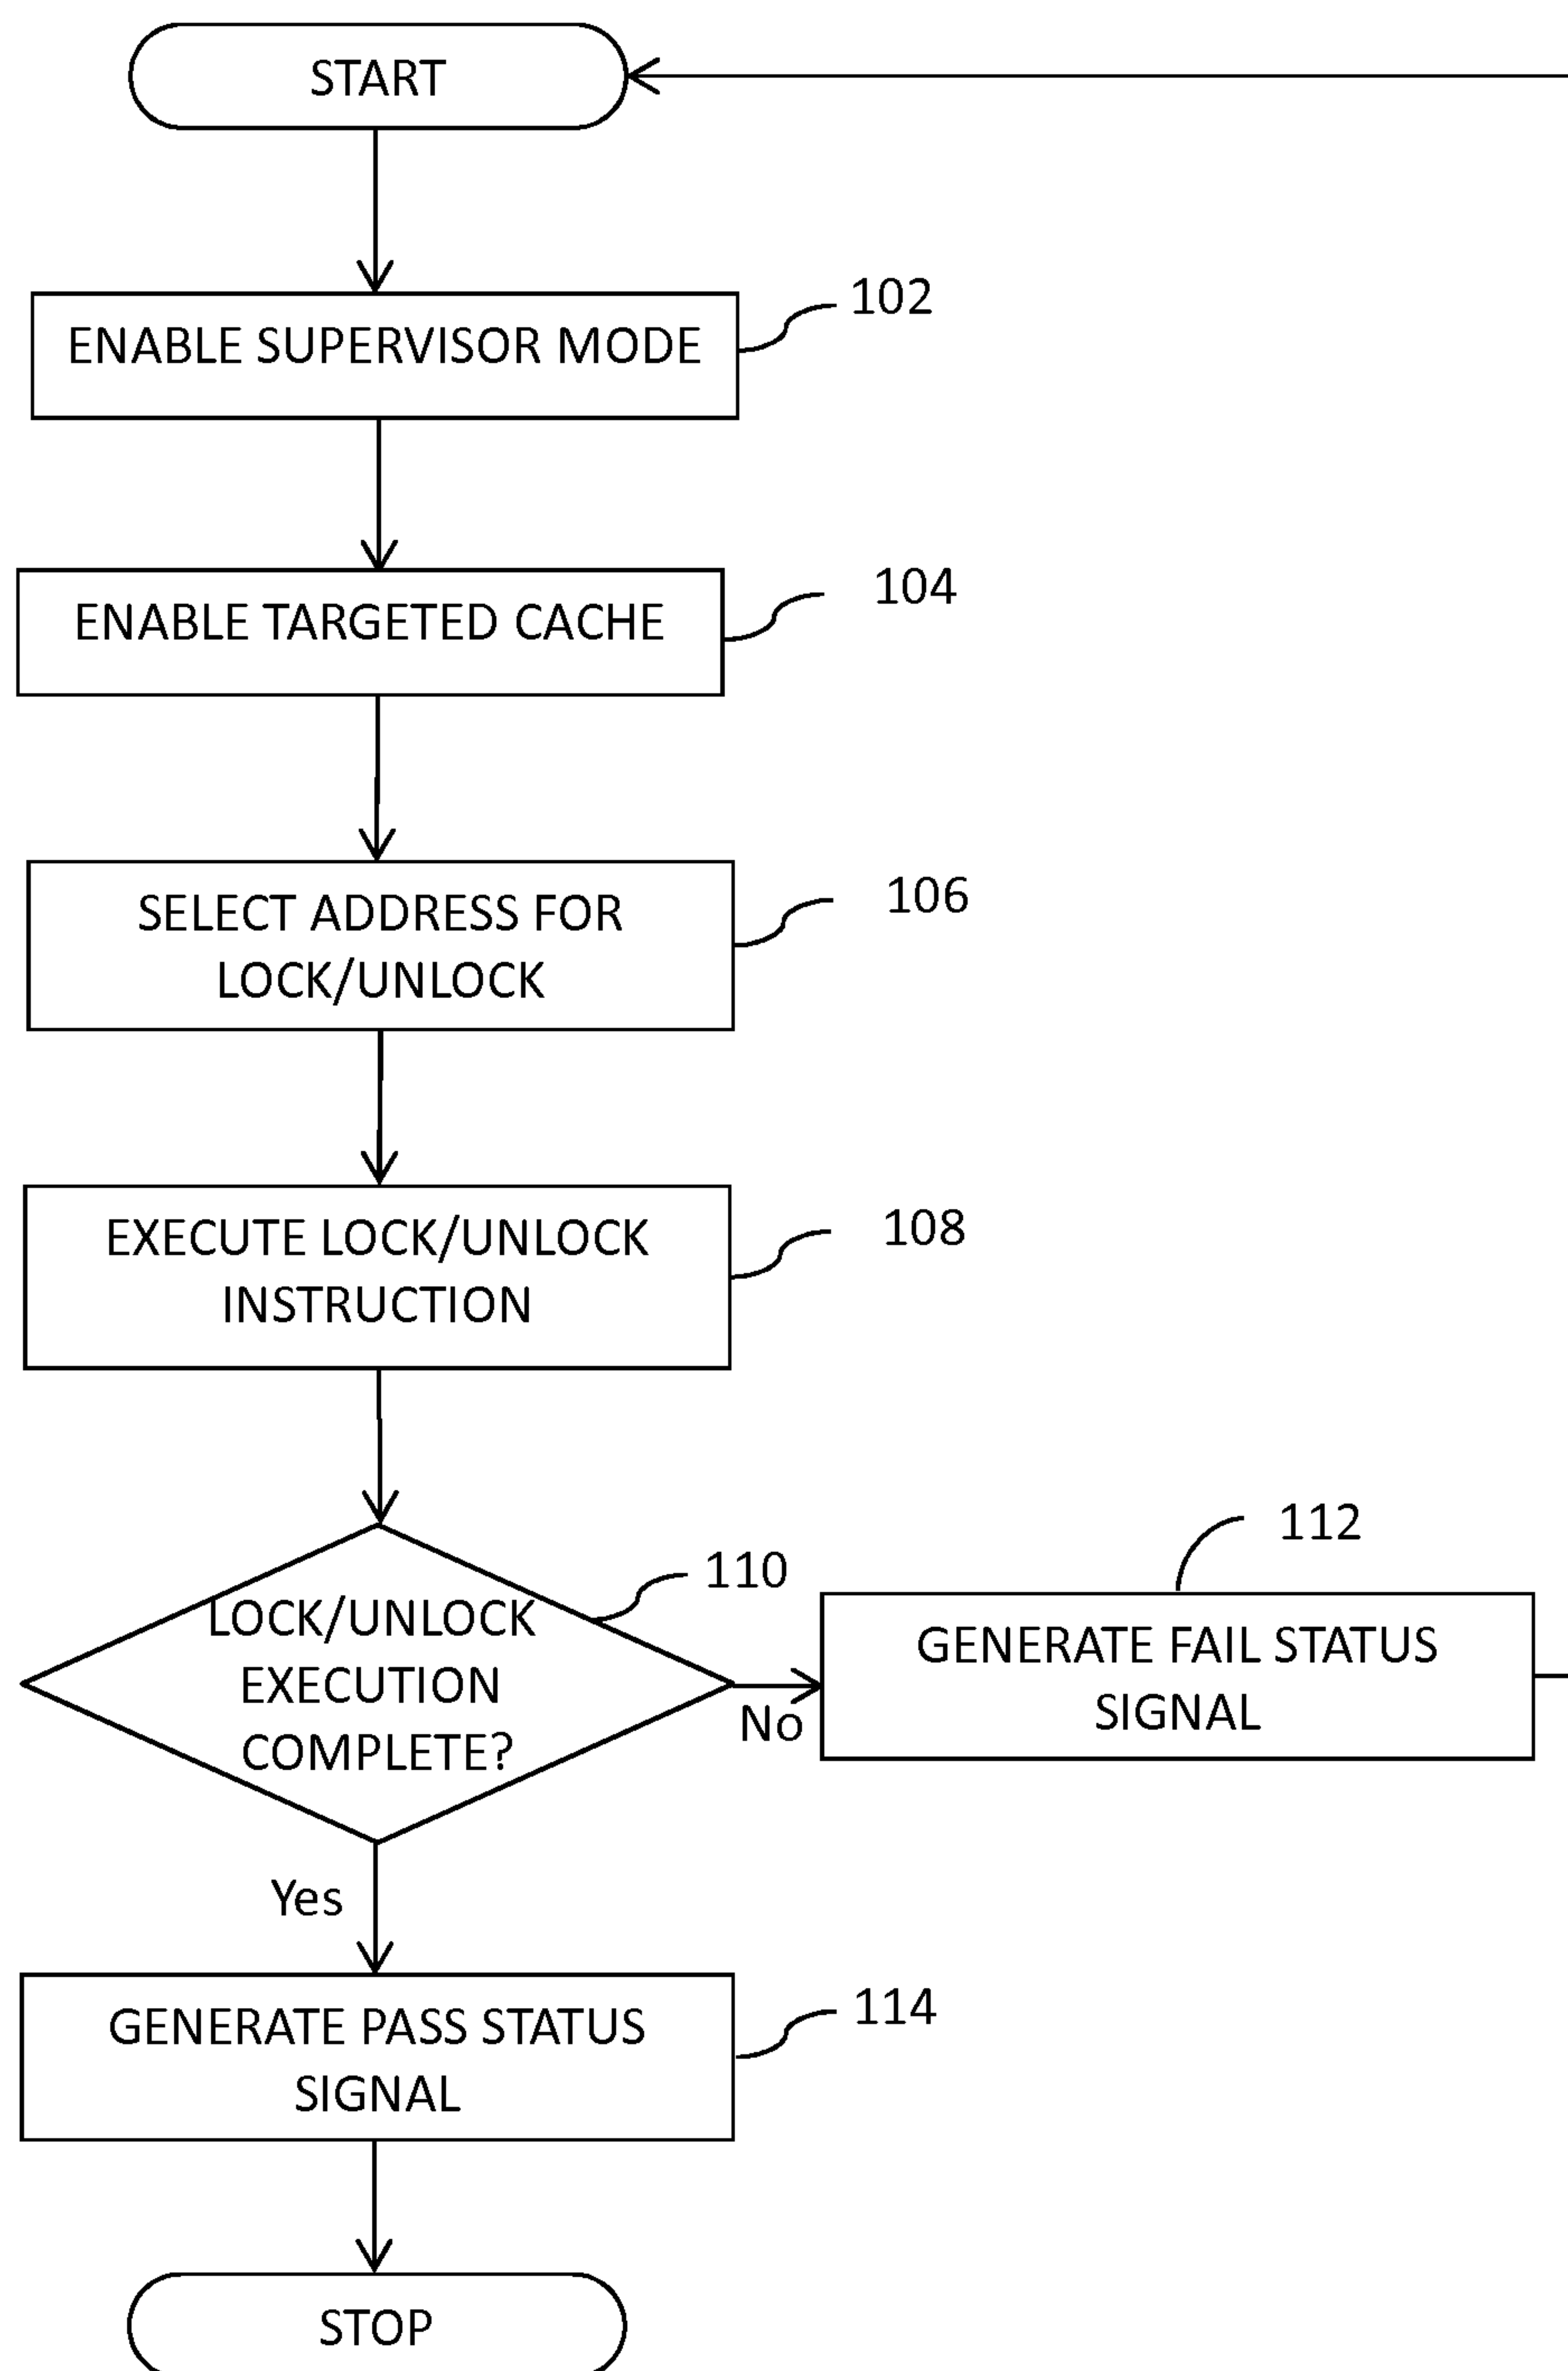 START
ENABLE SUPERVISOR MODE
102
ENABLE TARGETED CACHE
104
SELECT ADDRESS FOR
LOCK/UNLOCK
106
EXECUTE LOCK/UNLOCK
INSTRUCTION
108
LOCK/UNLOCK
EXECUTION
COMPLETE?
110
No
112
GENERATE FAIL STATUS
SIGNAL
Yes
GENERATE PASS STATUS
SIGNAL
114
STOP